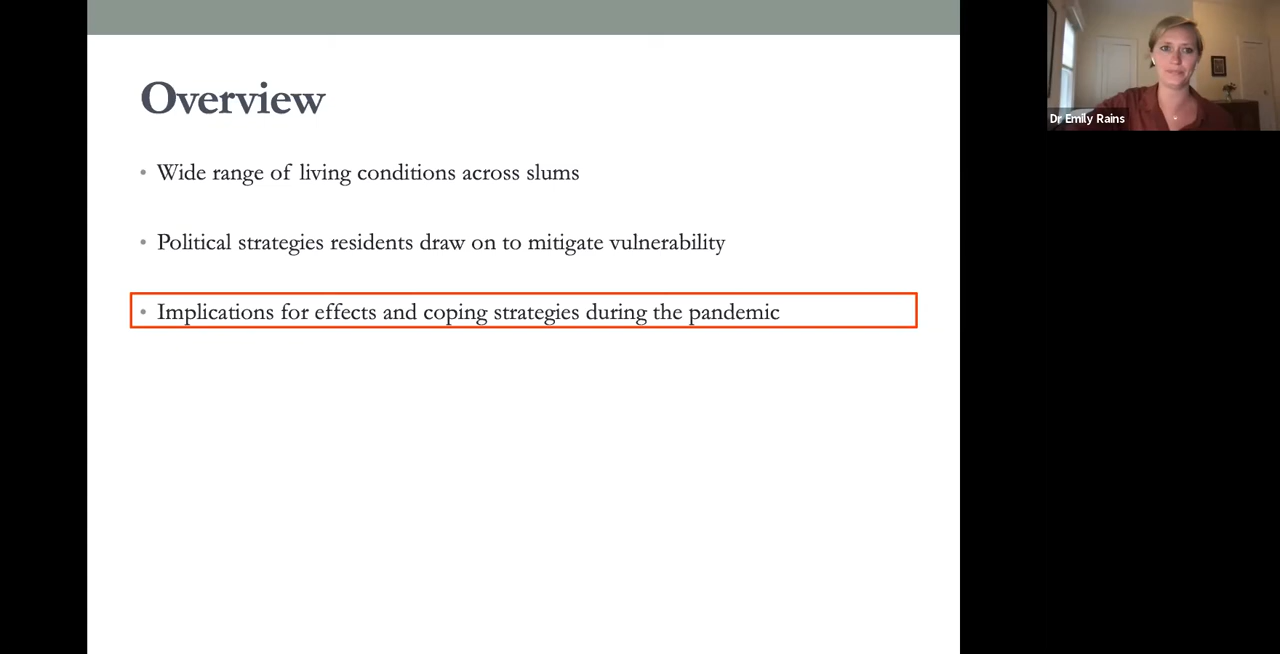 Overview
• Wide range of living conditions across slums
• Political strategies residents draw on to mitigate vulnerability
• Implications for effects and coping strategies during the pandemic
Dr Emily Rains